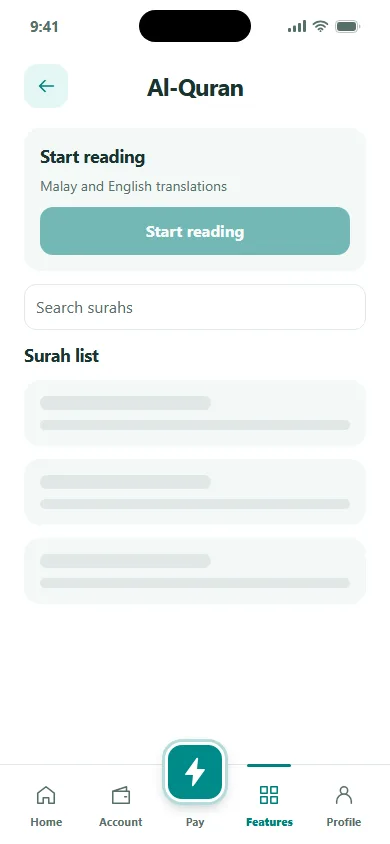 9:41
Al-Quran
Start reading
Malay and English translations
Start reading
Search surahs
Surah list
Home
Account
Pay
Features
Profile